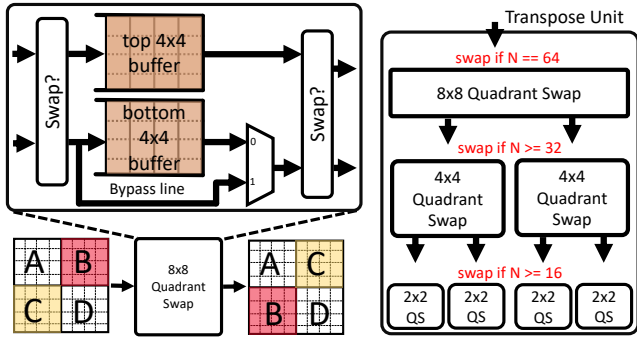 Swap?
top 4x4
buffer
bottom
4x4
buffer
0
1
Bypass line
Swap?
A
B
C
D
8x8
Quadrant
Swap
A
C
B
D
Transpose Unit
swap if N == 64
8x8 Quadrant Swap
swap if N >= 32
4x4
Quadrant
Swap
4x4
Quadrant
Swap
swap if N >= 16
2x2
QS
2x2
QS
2x2
QS
2x2
QS